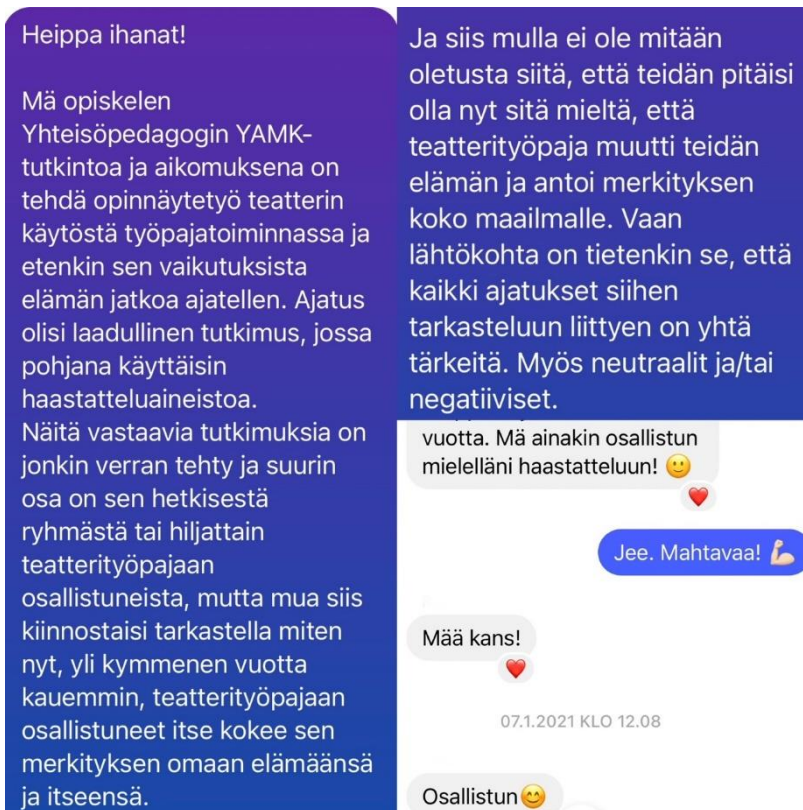 Heippa ihanat!
Mä opiskelen
Yhteisöpedagogin YAMK-
tutkintoa ja aikomuksena on
tehdä opinnäytetyö teatterin
käytöstä työpajatoiminnassa ja
etenkin sen vaikutuksista
elämän jatkoa ajatellen. Ajatus
olisi laadullinen tutkimus, jossa
pohjana käyttäisin
haastatteluaineistoa.
Näitä vastaavia tutkimuksia on
jonkin verran tehty ja suurin
osa on sen hetkisestä
ryhmästä tai hiljattain
teatterityöpajaan
osallistuneista, mutta mua siis
kiinnostaisi tarkastella miten
nyt, yli kymmenen vuotta
kauemmin, teatterityöpajaan
osallistuneet itse kokee sen
merkityksen omaan elämäänsä
ja itseensä.
Ja siis mulla ei ole mitään
oletusta siitä, että teidän pitäisi
olla nyt sitä mieltä, että
teatterityöpaja muutti teidän
elämän ja antoi merkityksen
koko maailmalle. Vaan
lähtökohta on tietenkin se, että
kaikki ajatukset siihen
tarkasteluun liittyen on yhtä
tärkeitä. Myös neutraalit ja/tai
negatiiviset.
vuotta. Mä ainakin osallistun
mielelläni haastatteluun! 🙂
Jee. Mahtavaa! 💪🏻
Mää kans!
07.1.2021 KLO 12.08
Osallistun😊